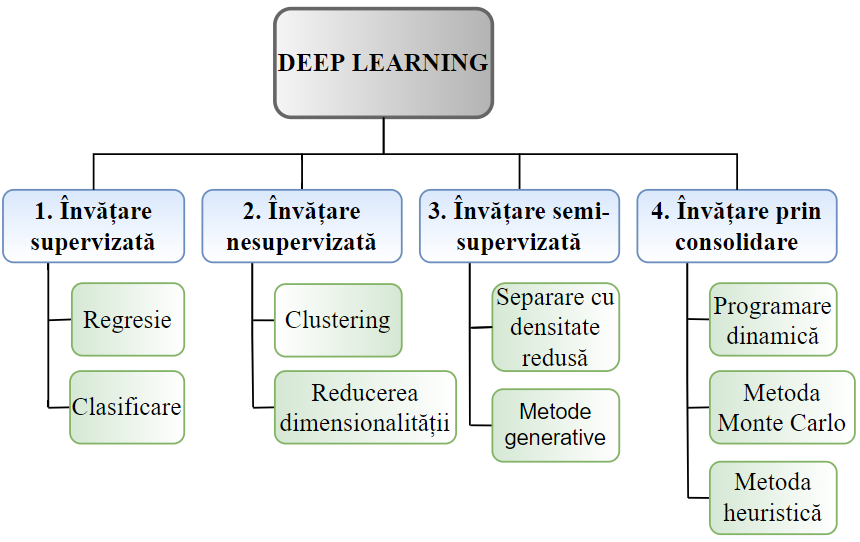 DEEP LEARNING
1. Învățare
supervizată
2. Învățare
nesupervizată
3. Învățare semi-
supervizată
4. Învățare prin
consolidare
Regresie
Clasificare
Clustering
Reducerea
dimensionalității
Separare cu
densitate
redusă
Metode
generative
Programare
dinamică
Metoda
Monte Carlo
Metoda
heuristică